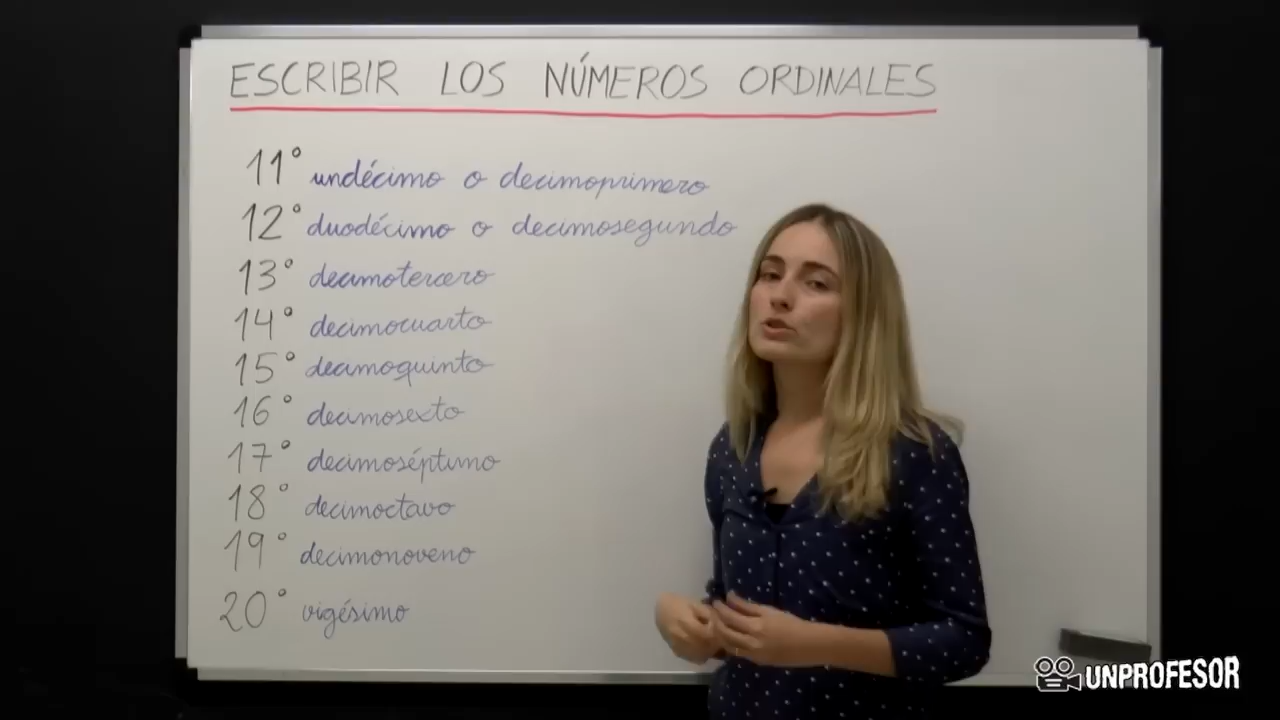 ESCRIBIR LOS NÚMEROS ORDINALES
11° undécimo o decimoprimero
12° duodécimo o decimosegundo
13° decimotercero
14° decimocuarto
15° decimoquinto
16° decimosexto
17° decimoséptimo
18° decimoctavo
19° decimonoveno
20° vigésimo
UNPROFESOR